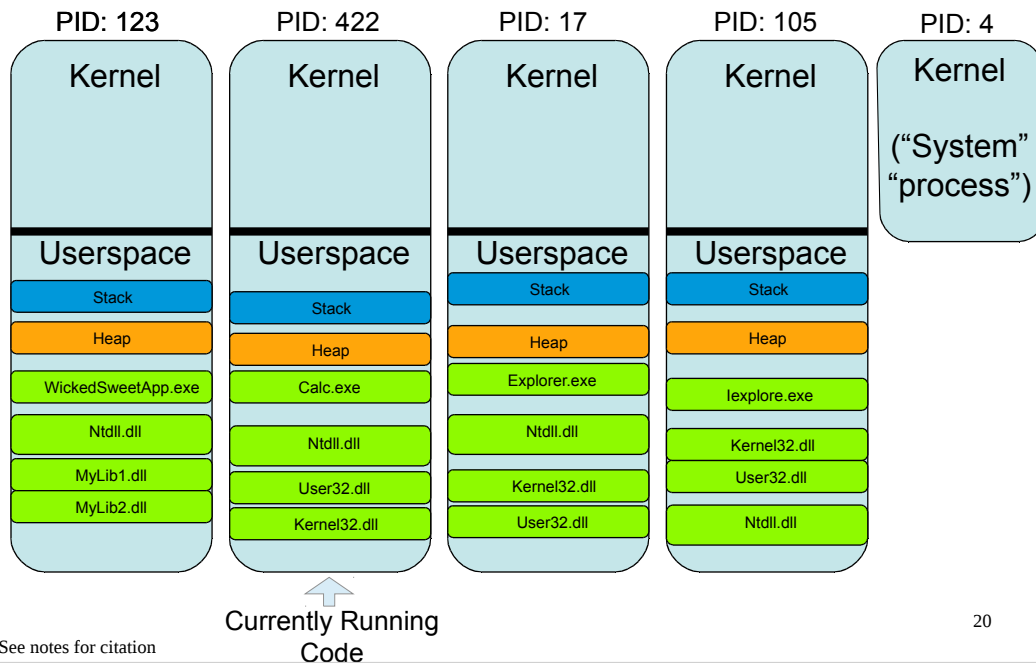 PID: 123
Kernel
Userspace
Stack
Heap
WickedSweetApp.exe
Ntdll.dll
MyLib1.dll
MyLib2.dll
PID: 422
Kernel
Userspace
Stack
Heap
Calc.exe
Ntdll.dll
User32.dll
Kernel32.dll
Currently Running
Code
PID: 17
Kernel
Userspace
Stack
Heap
Explorer.exe
Ntdll.dll
Kernel32.dll
User32.dll
PID: 105
Kernel
Userspace
Stack
Heap
Iexplore.exe
Kernel32.dll
User32.dll
Ntdll.dll
PID: 4
Kernel
(“System”
“process”)
See notes for citation
20